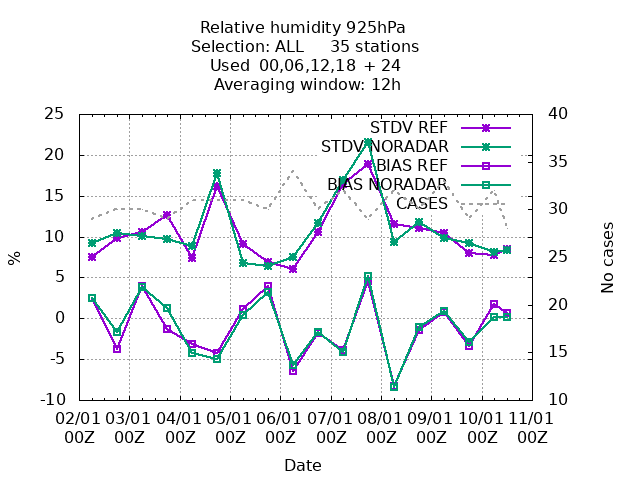 Relative humidity 925hPa
Selection: ALL 35 stations
Used 00,06,12,18 + 24
Averaging window: 12h
25 40
STDV REF
STDV NORADAR
20 35
BIAS REF
BIAS NORADAR
15 30
CASES
10 25
% No cases
5 20
0
-5 15
-10 10
02/01 03/01 04/01 05/01 06/01 07/01 08/01 09/01 10/01 11/01
00Z 00Z 00Z 00Z 00Z 00Z 00Z 00Z 00Z 00Z
Date